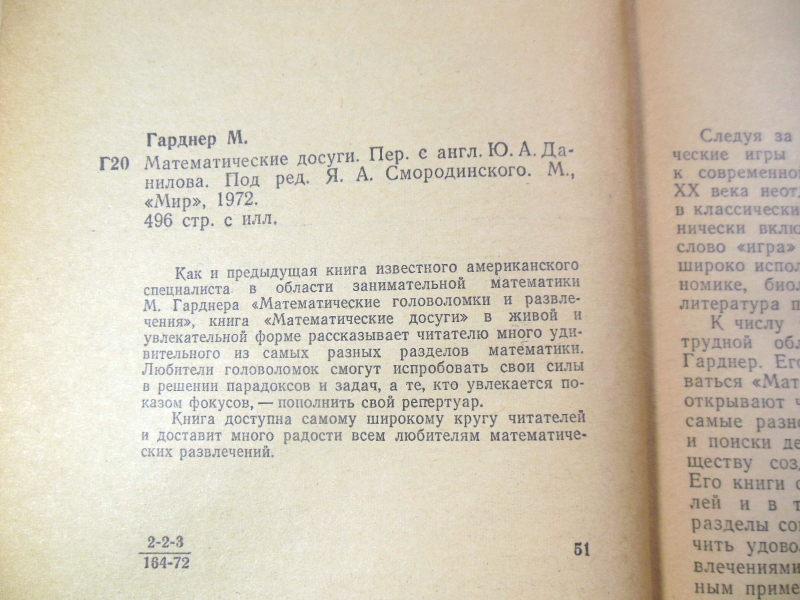 Гарднер М.
Г20 Математические досуги. Пер. с англ. Ю. А. Да-
нилова. Под ред. Я. А. Смородинского. М.,
«Мир», 1972.
496 стр. с илл.
Как и предыдущая книга известного американского
специалиста в области занимательной математики
М. Гарднера «Математические головоломки и развле-
чения», книга «Математические досуги» в живой и
увлекательной форме рассказывает читателю много уди-
вительного из самых разных разделов математики.
Любители головоломок смогут испробовать свои силы
в решении парадоксов и задач, а те, кто увлекается по-
казом фокусов, — пополнить свой репертуар.
Книга доступна самому широкому кругу читателей
и доставит много радости всем любителям математиче-
ских развлечений.
2-2-3
164-72
51
Следуя за
ческие игры
к современно
XX века неот
в классически
нически вклю
слово «игра»
широко испол
номике, биол
литература п
К числу
трудной обл
Гарднер. Его
ваться «Мат
открывают ч
самые разно
и поиски де
ществу соз
Его книги с
лей и в т
разделы со
чить удово
влечениями
ным приме